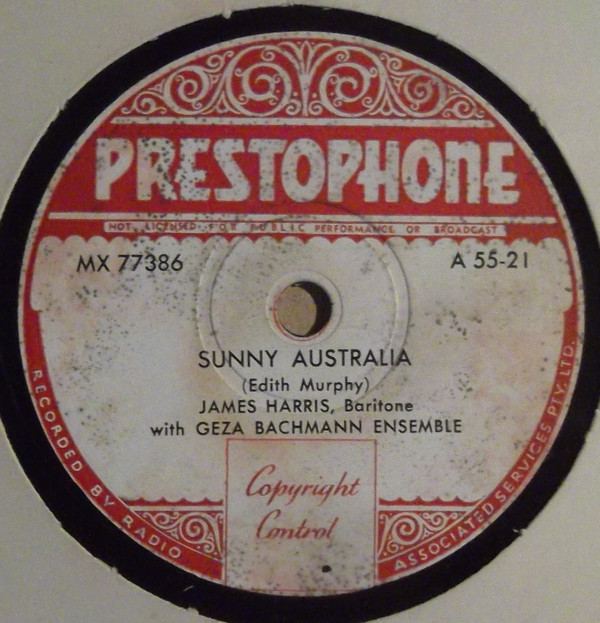 PRESTOPHONE
NOT LICENSED FOR PUBLIC PERFORMANCE OR BROADCAST
MX 77386
A 55-21
SUNNY AUSTRALIA
(Edith Murphy)
JAMES HARRIS, Baritone
with GEZA BACHMANN ENSEMBLE
Copyright
Control
RECORDED BY RADIO
ASSOCIATED SERVICES PTY. LTD.